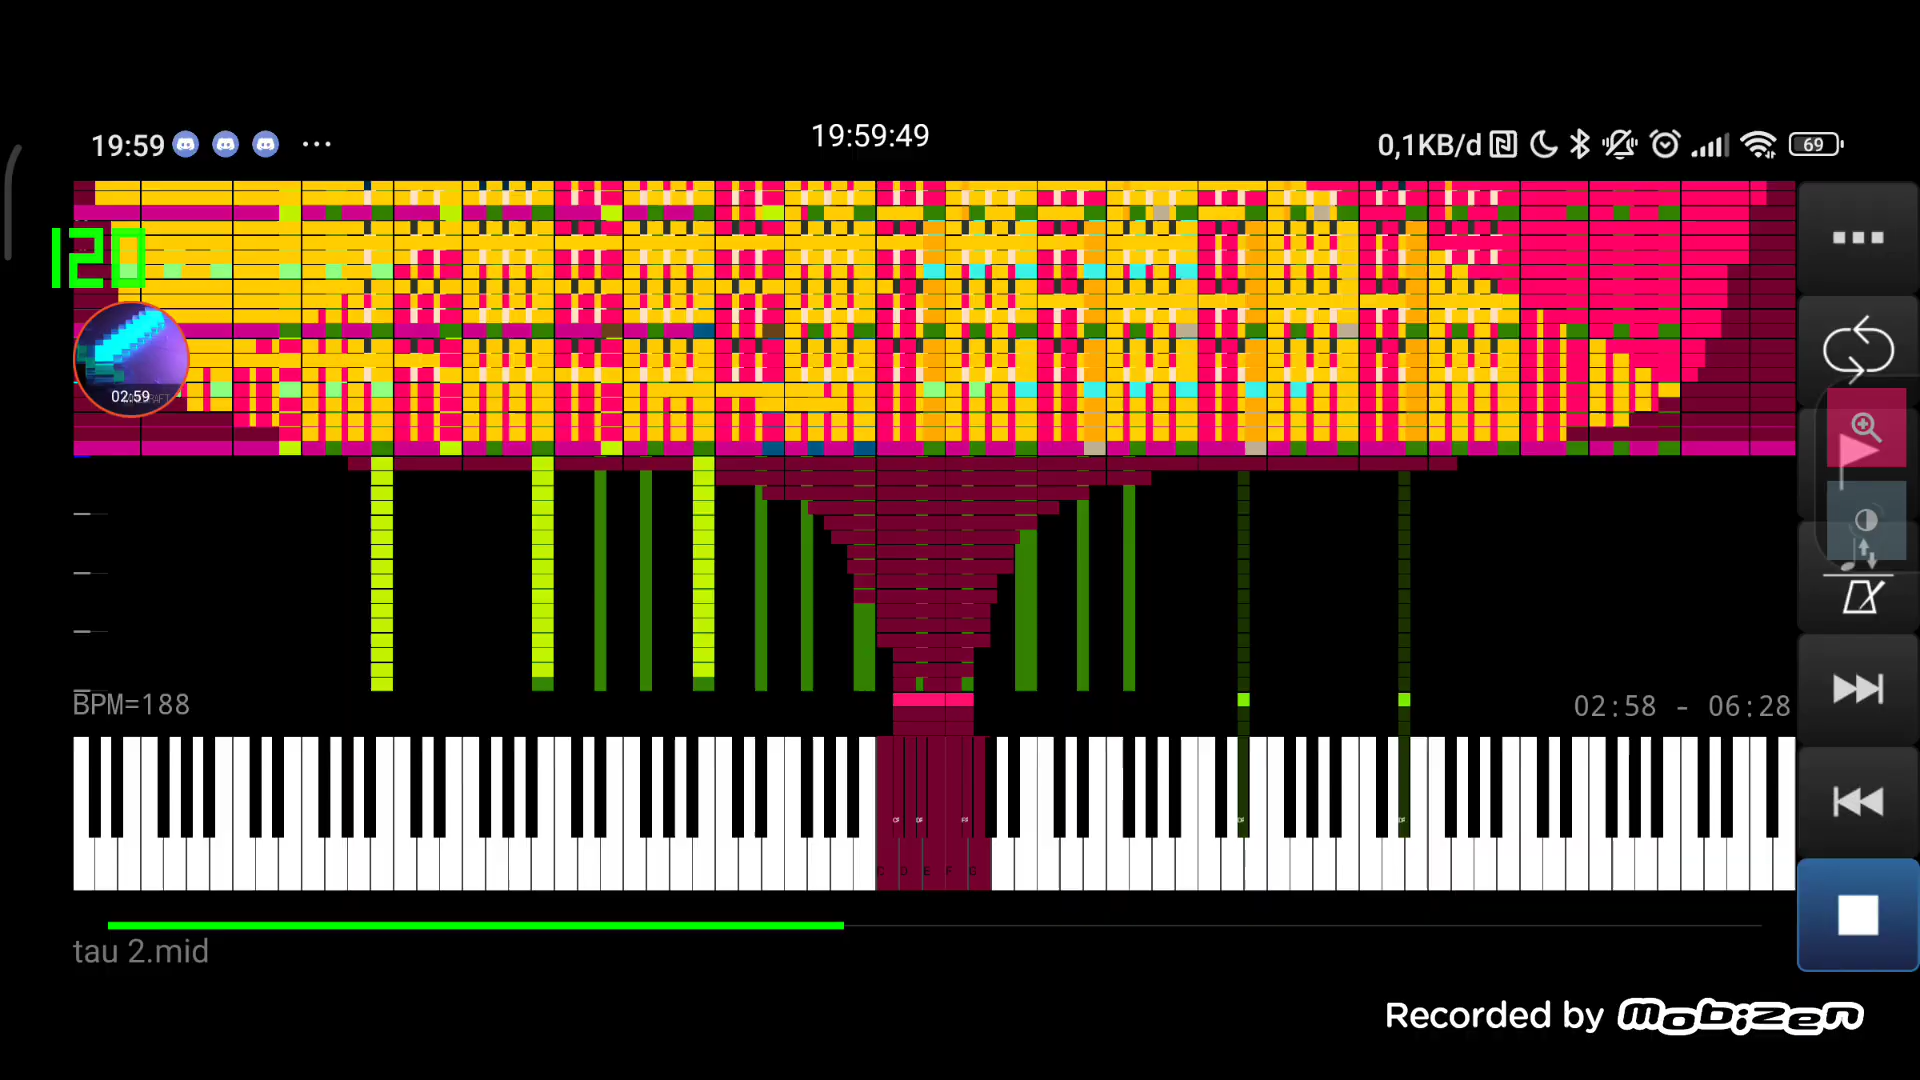 19:59
19:59:49
0,1KB/d
69
120
02:59
BPM=188
02:58 - 06:28
C# D# F# D# D#
C D E F G
tau 2.mid
Recorded by mobizen